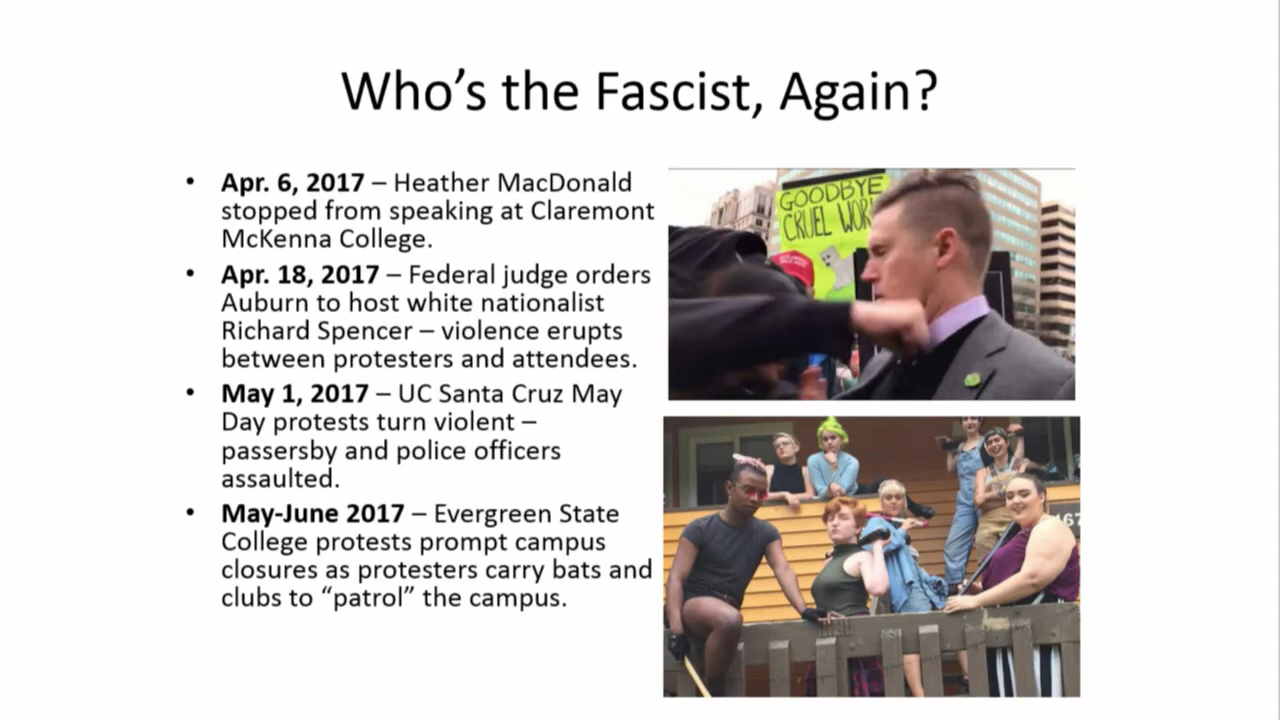 Who's the Fascist, Again?
• Apr. 6, 2017 – Heather MacDonald
stopped from speaking at Claremont
McKenna College.
• Apr. 18, 2017 – Federal judge orders
Auburn to host white nationalist
Richard Spencer – violence erupts
between protesters and attendees.
• May 1, 2017 – UC Santa Cruz May
Day protests turn violent –
passersby and police officers
assaulted.
• May-June 2017 – Evergreen State
College protests prompt campus
closures as protesters carry bats and
clubs to “patrol” the campus.
GOODBYE
CRUEL WOR
67